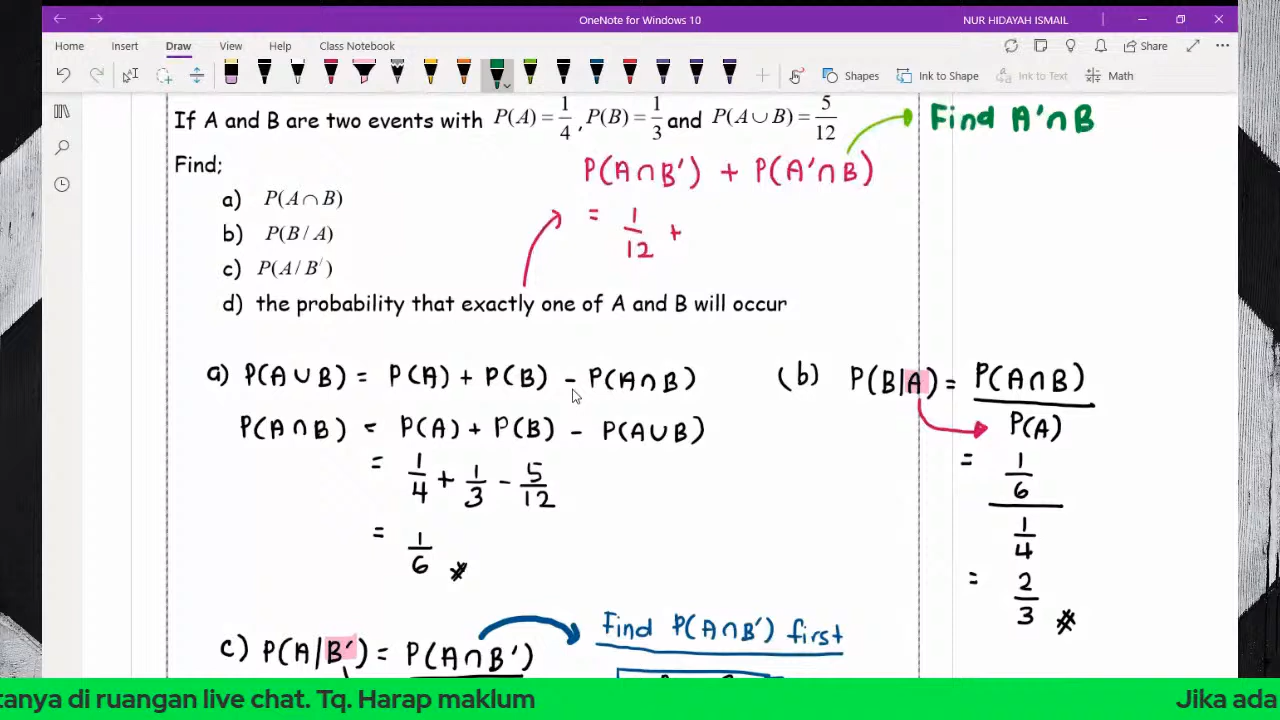 OneNote for Windows 10
NUR HIDAYAH ISMAIL
Home Insert Draw View Help Class Notebook
Share
Shapes Ink to Shape Ink to Text Math
If A and B are two events with P(A) = 1/4, P(B) = 1/3 and P(A ∪ B) = 5/12
Find A'∩B
Find;
P(A∩B') + P(A'∩B)
a) P(A ∩ B)
= 1/12 +
b) P(B / A)
c) P(A / B')
d) the probability that exactly one of A and B will occur
a) P(A∪B) = P(A) + P(B) - P(A∩B)
P(A∩B) = P(A) + P(B) - P(A∪B)
= 1/4 + 1/3 - 5/12
= 1/6 *
(b) P(B|A) = P(A∩B)
P(A)
= 1/6
1/4
= 2/3 *
c) P(A|B') = P(A∩B')
Find P(A∩B') first
tanya di ruangan live chat. Tq. Harap maklum
Jika ada